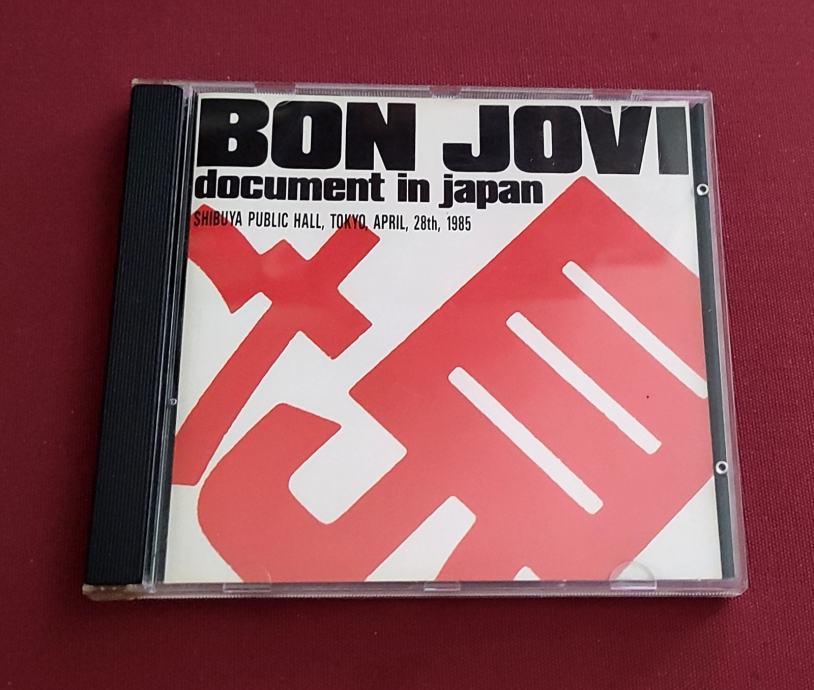 BON JOVI
document in japan
SHIBUYA PUBLIC HALL, TOKYO, APRIL, 28th, 1985